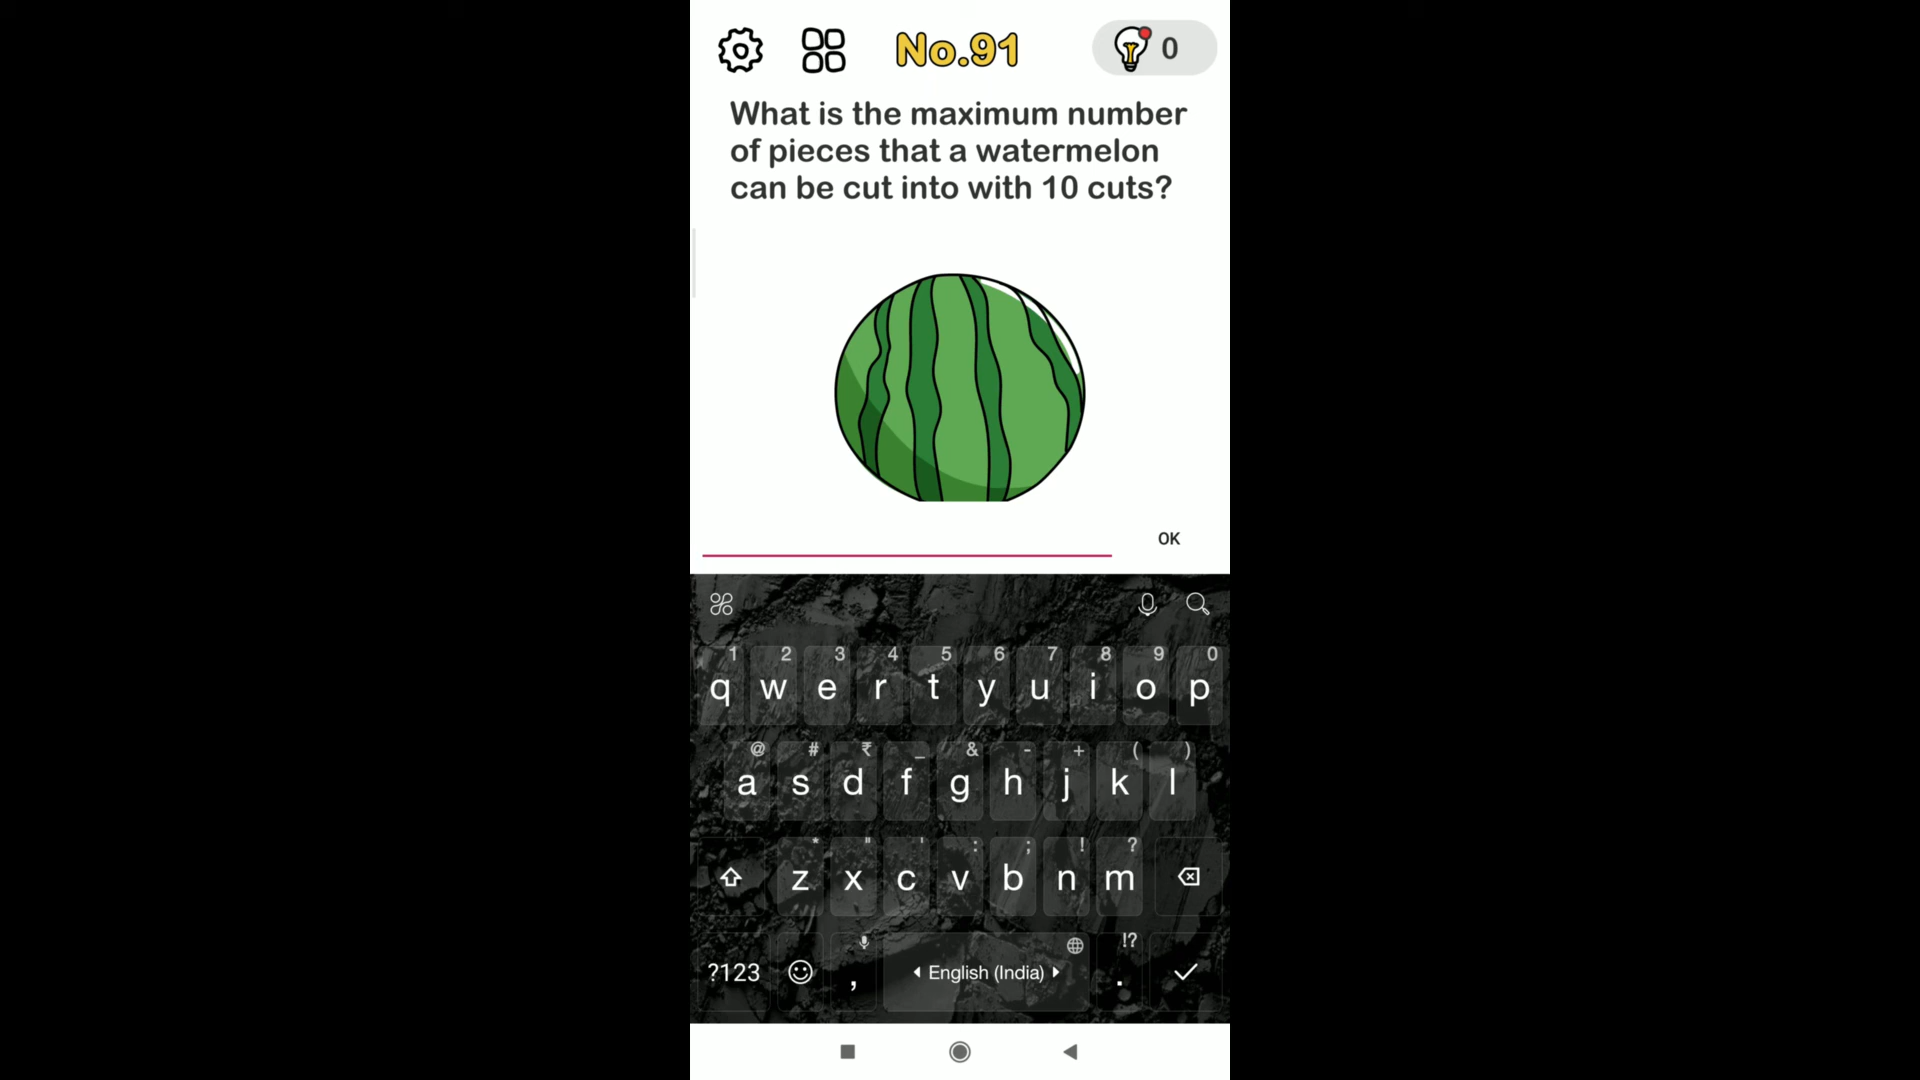 No.91
0
What is the maximum number
of pieces that a watermelon
can be cut into with 10 cuts?
OK
1 2 3 4 5 6 7 8 9 0
q w e r t y u i o p
@ # ₹ _ & - + ( )
a s d f g h j k l
* " ' : ; ! ?
z x c v b n m
!?
?123 , English (India) .